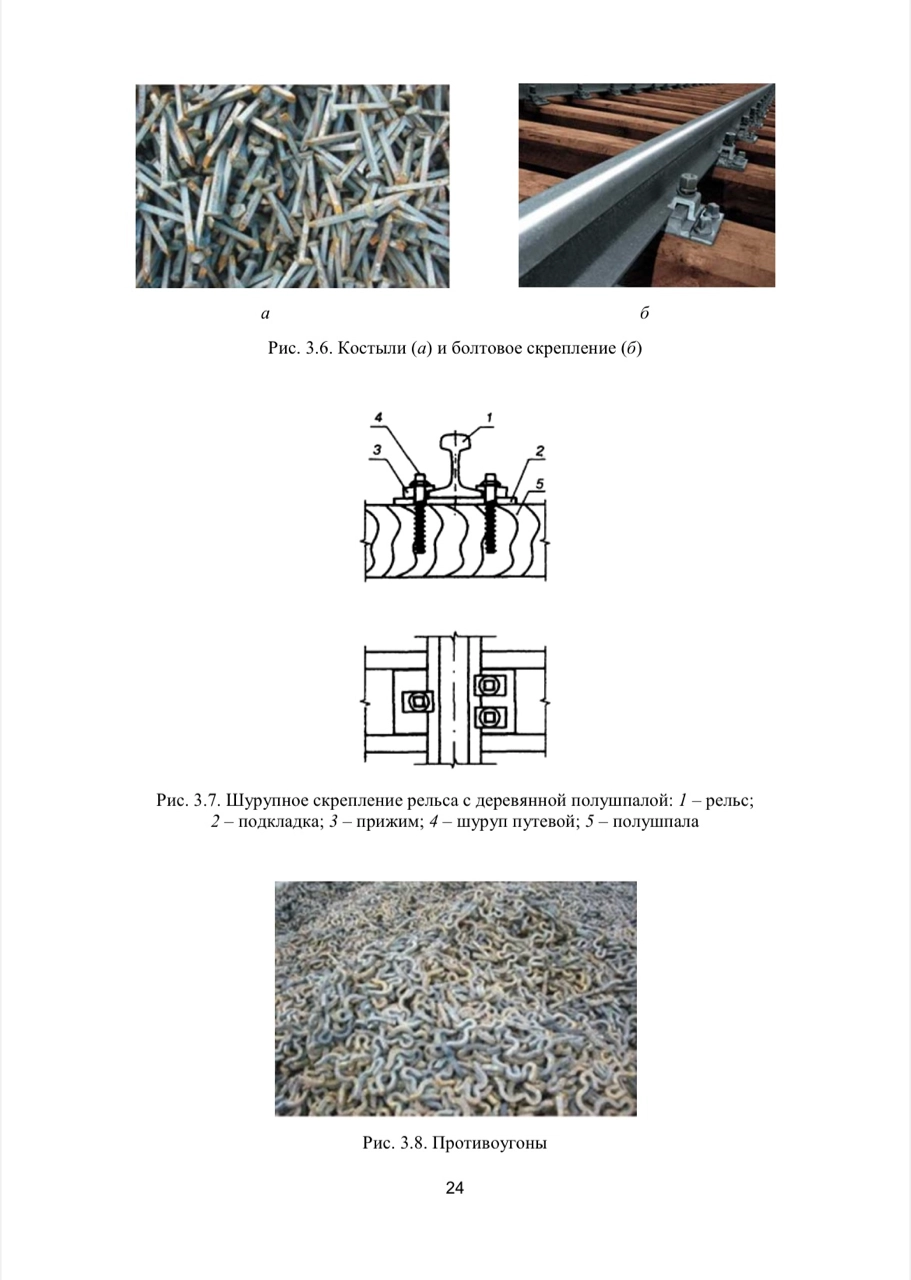 а
б
Рис. 3.6. Костыли (а) и болтовое скрепление (б)
4
1
3
2
5
Рис. 3.7. Шурупное скрепление рельса с деревянной полушпалой: 1 – рельс;
2 – подкладка; 3 – прижим; 4 – шуруп путевой; 5 – полушпала
Рис. 3.8. Противоугоны
24